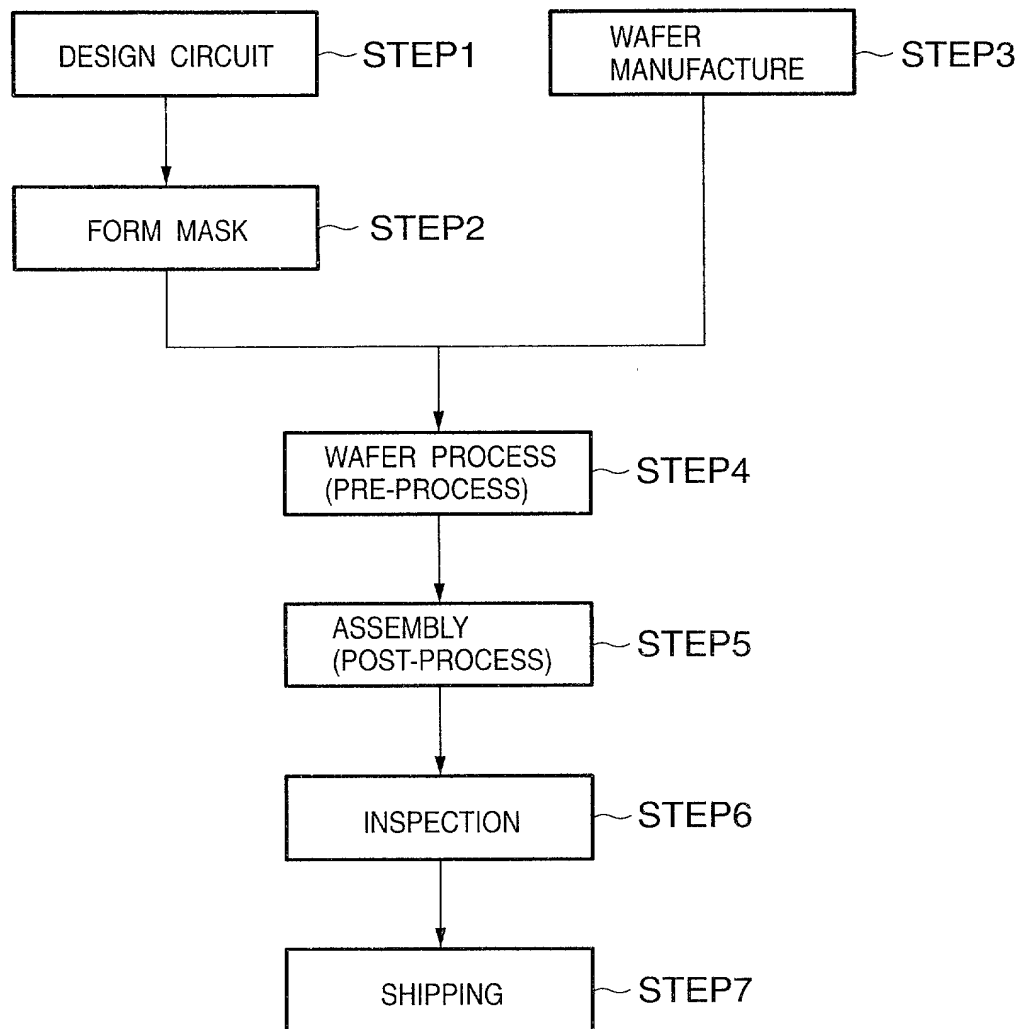 DESIGN CIRCUIT
STEP1
WAFER
MANUFACTURE
STEP3
FORM MASK
STEP2
WAFER PROCESS
(PRE-PROCESS)
STEP4
ASSEMBLY
(POST-PROCESS)
STEP5
INSPECTION
STEP6
SHIPPING
STEP7